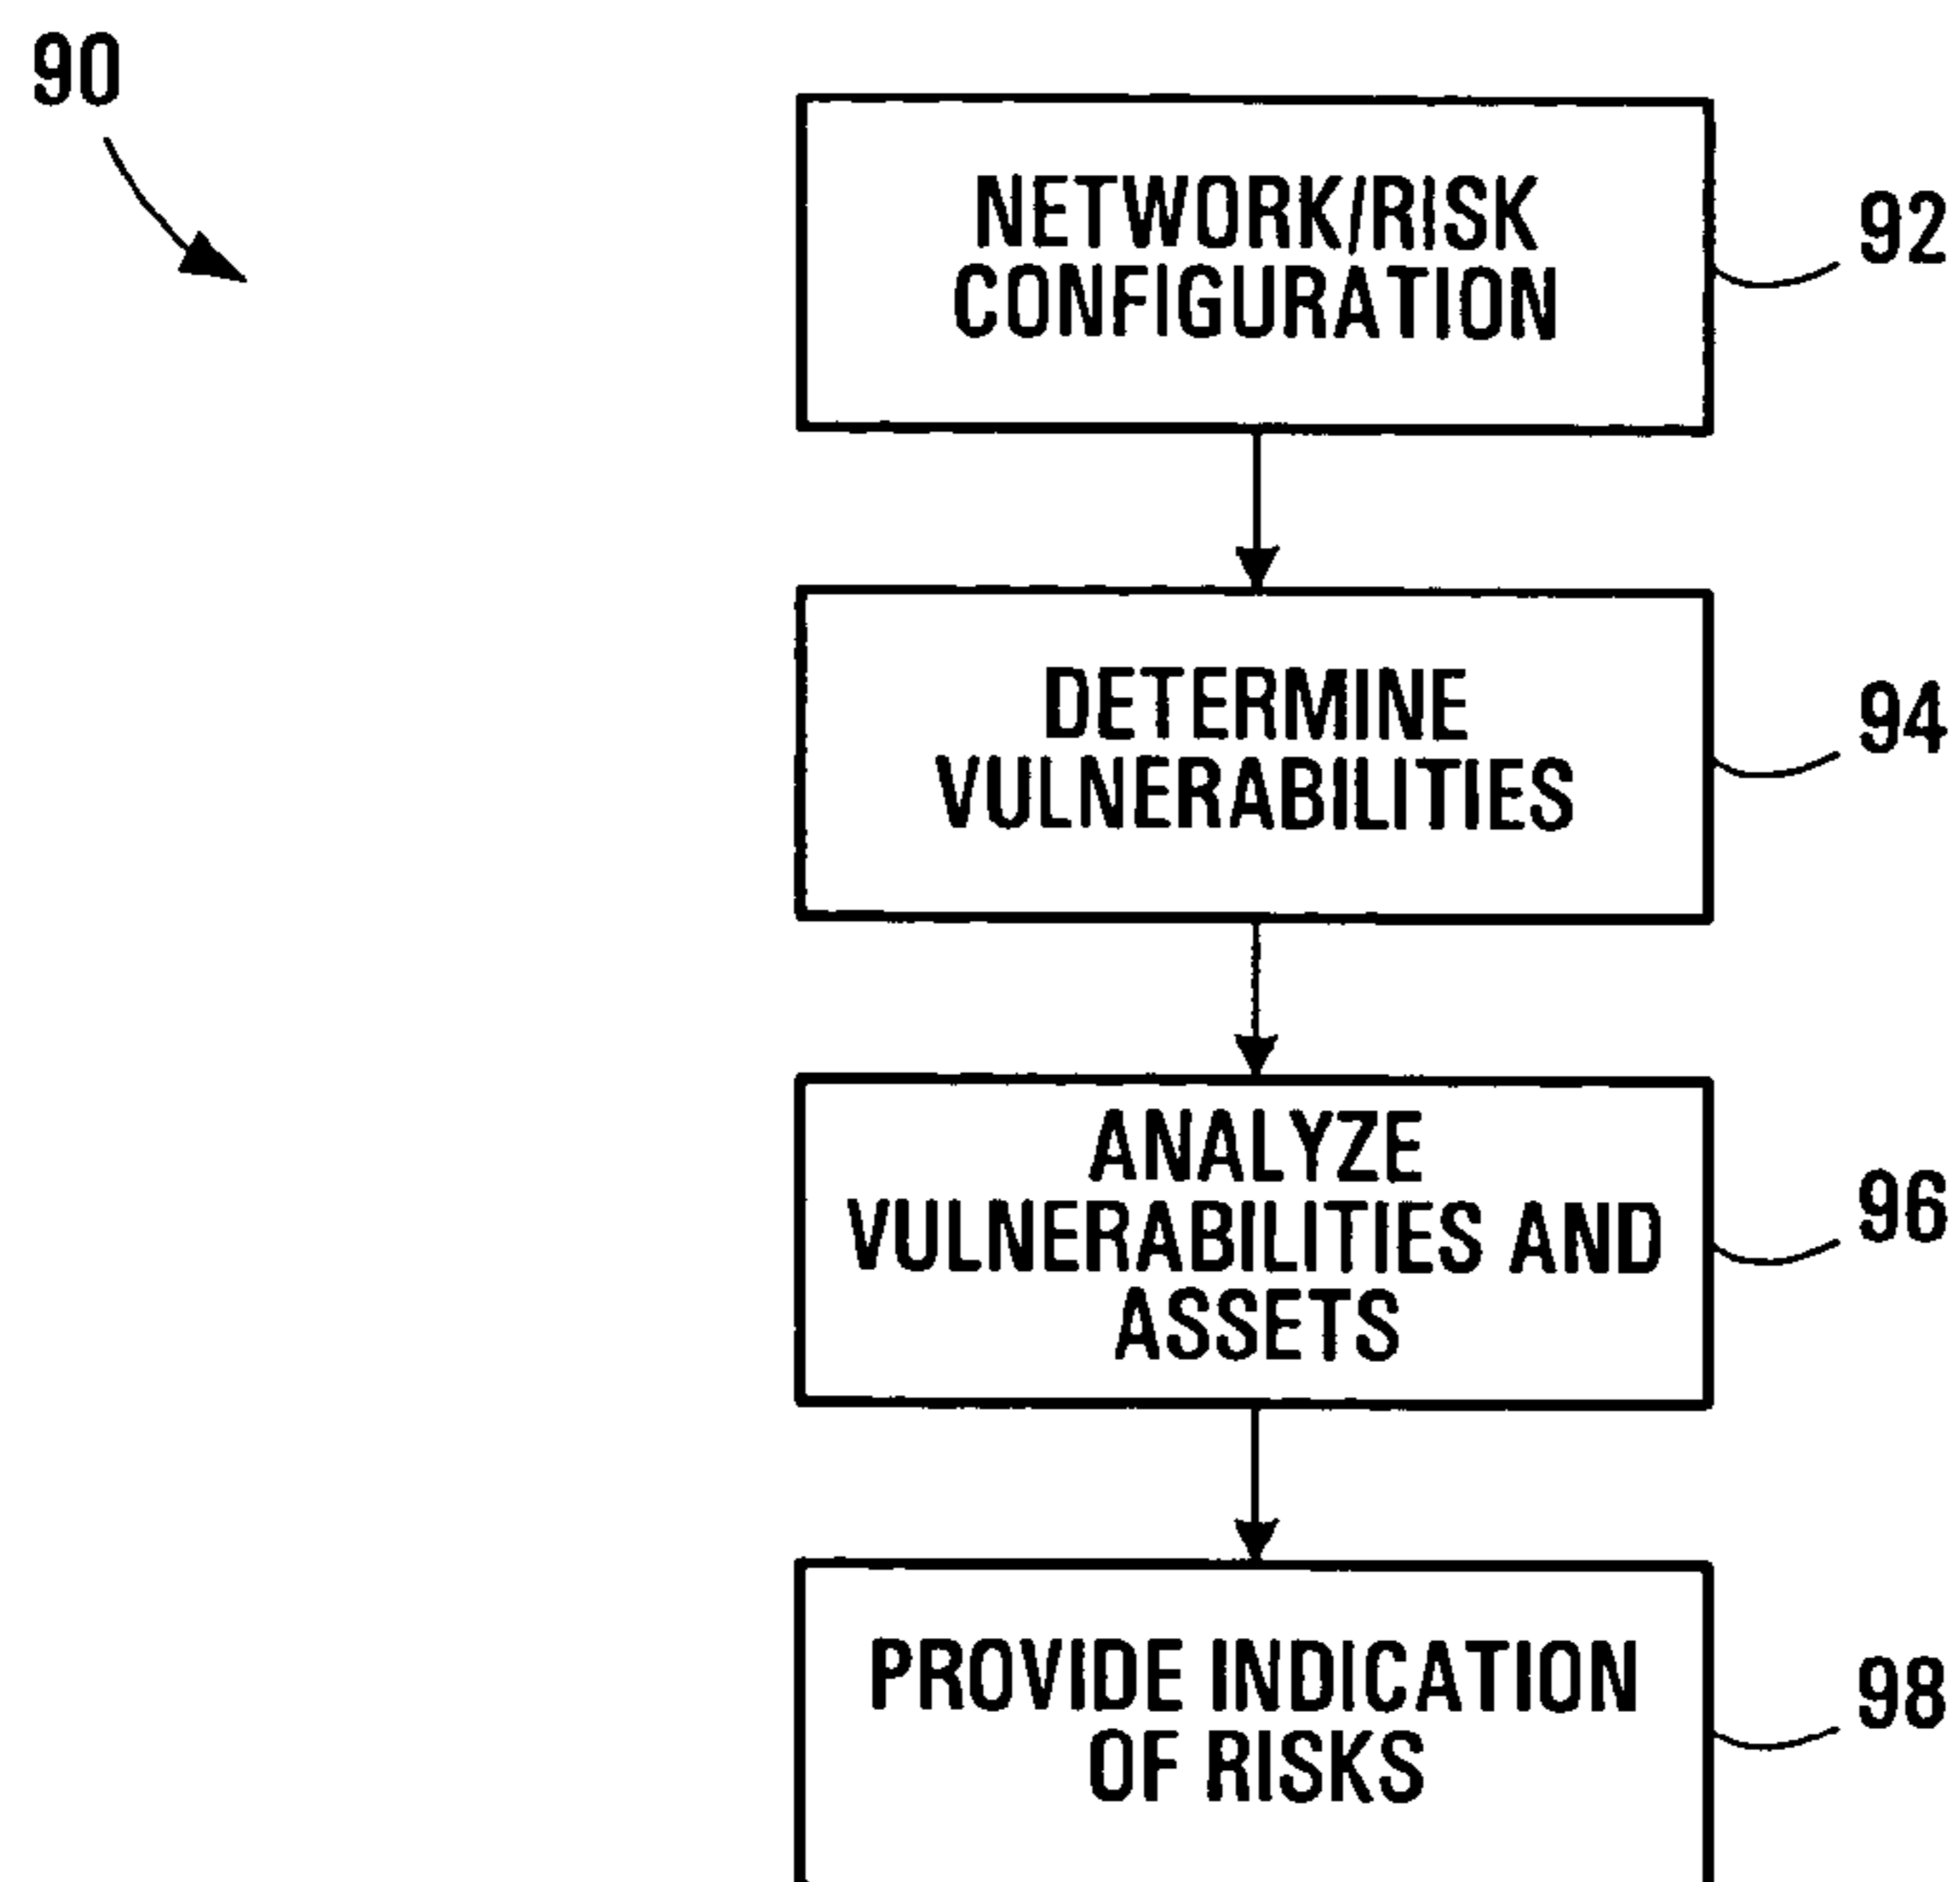 90
NETWORK/RISK
CONFIGURATION
92
DETERMINE
VULNERABILITIES
94
ANALYZE
VULNERABILITIES AND
ASSETS
96
PROVIDE INDICATION
OF RISKS
98